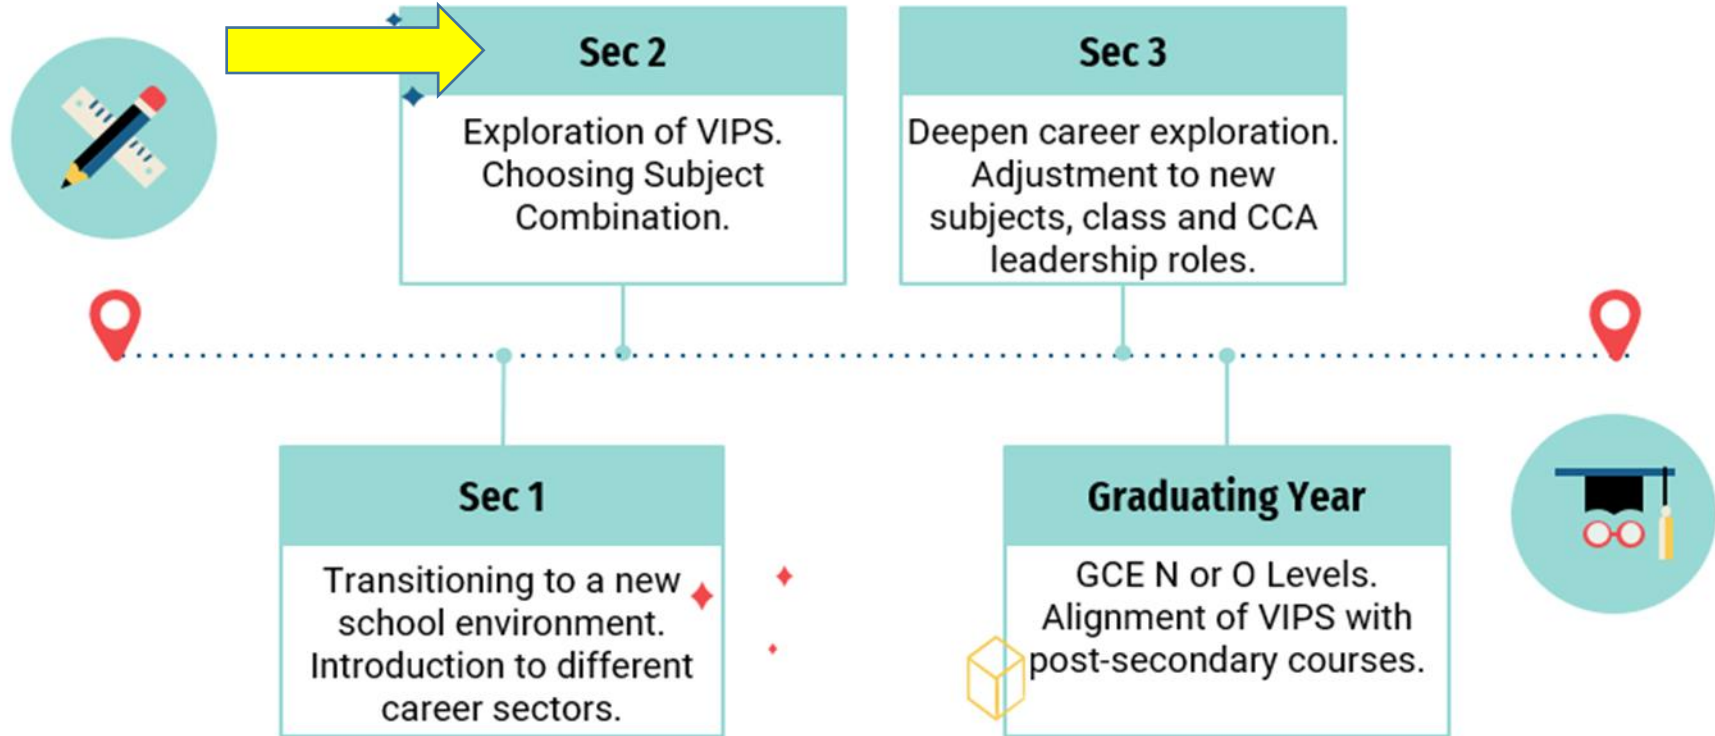 Sec 2
Exploration of VIPS.
Choosing Subject
Combination.
Sec 3
Deepen career exploration.
Adjustment to new
subjects, class and CCA
leadership roles.
Sec 1
Transitioning to a new
school environment.
Introduction to different
career sectors.
Graduating Year
GCE N or O Levels.
Alignment of VIPS with
post-secondary courses.